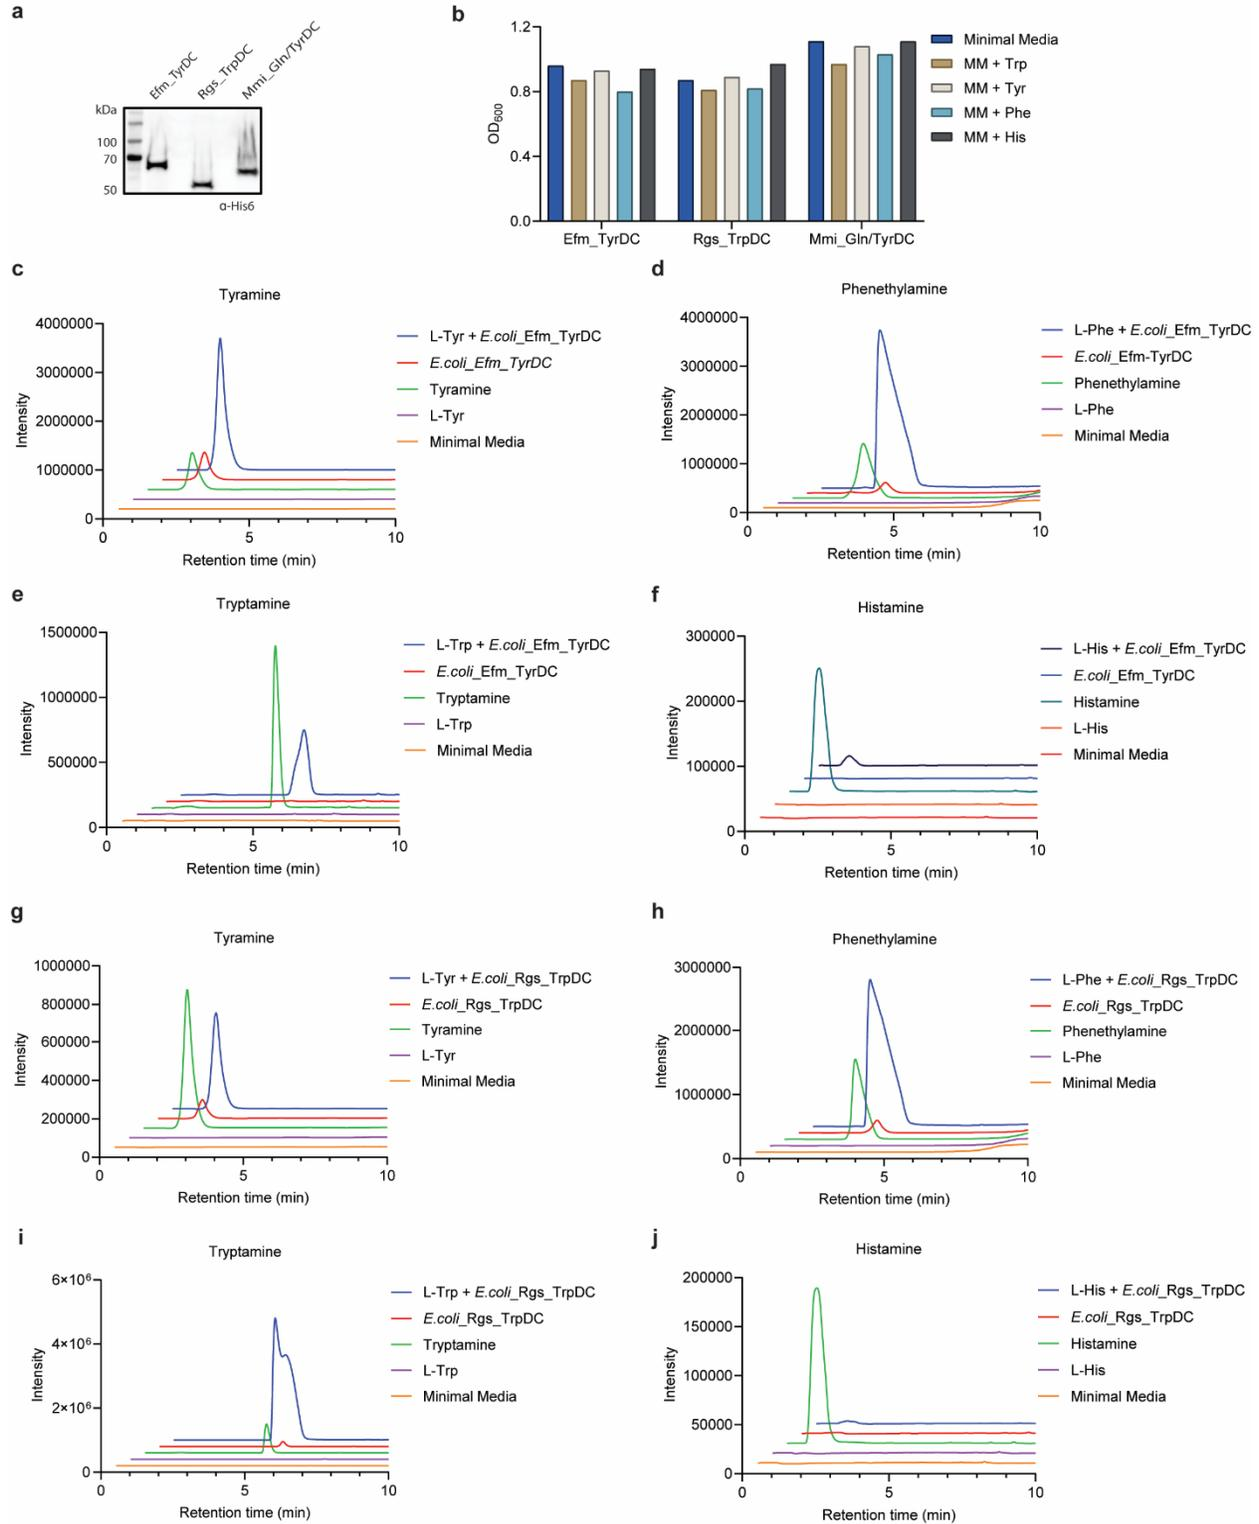 a
Efm_TyrDC
Rgs_TrpDC
Mmi_Gln/TyrDC
kDa
100
70
50
α-His6
b
1.2
0.8
0.4
0.0
OD600
Efm_TyrDC
Rgs_TrpDC
Mmi_Gln/TyrDC
Minimal Media
MM + Trp
MM + Tyr
MM + Phe
MM + His
c
Tyramine
4000000
3000000
2000000
1000000
0
Intensity
0 5 10
Retention time (min)
L-Tyr + E.coli_Efm_TyrDC
E.coli_Efm_TyrDC
Tyramine
L-Tyr
Minimal Media
d
Phenethylamine
4000000
3000000
2000000
1000000
0
Intensity
0 5 10
Retention time (min)
L-Phe + E.coli_Efm_TyrDC
E.coli_Efm-TyrDC
Phenethylamine
L-Phe
Minimal Media
e
Tryptamine
1500000
1000000
500000
0
Intensity
0 5 10
Retention time (min)
L-Trp + E.coli_Efm_TyrDC
E.coli_Efm_TyrDC
Tryptamine
L-Trp
Minimal Media
f
Histamine
300000
200000
100000
0
Intensity
0 5 10
Retention time (min)
L-His + E.coli_Efm_TyrDC
E.coli_Efm_TyrDC
Histamine
L-His
Minimal Media
g
Tyramine
1000000
800000
600000
400000
200000
0
Intensity
0 5 10
Retention time (min)
L-Tyr + E.coli_Rgs_TrpDC
E.coli_Rgs_TrpDC
Tyramine
L-Tyr
Minimal Media
h
Phenethylamine
3000000
2000000
1000000
0
Intensity
0 5 10
Retention time (min)
L-Phe + E.coli_Rgs_TrpDC
E.coli_Rgs_TrpDC
Phenethylamine
L-Phe
Minimal Media
i
Tryptamine
6×10⁶
4×10⁶
2×10⁶
0
Intensity
0 5 10
Retention time (min)
L-Trp + E.coli_Rgs_TrpDC
E.coli_Rgs_TrpDC
Tryptamine
L-Trp
Minimal Media
j
Histamine
200000
150000
100000
50000
0
Intensity
0 5 10
Retention time (min)
L-His + E.coli_Rgs_TrpDC
E.coli_Rgs_TrpDC
Histamine
L-His
Minimal Media